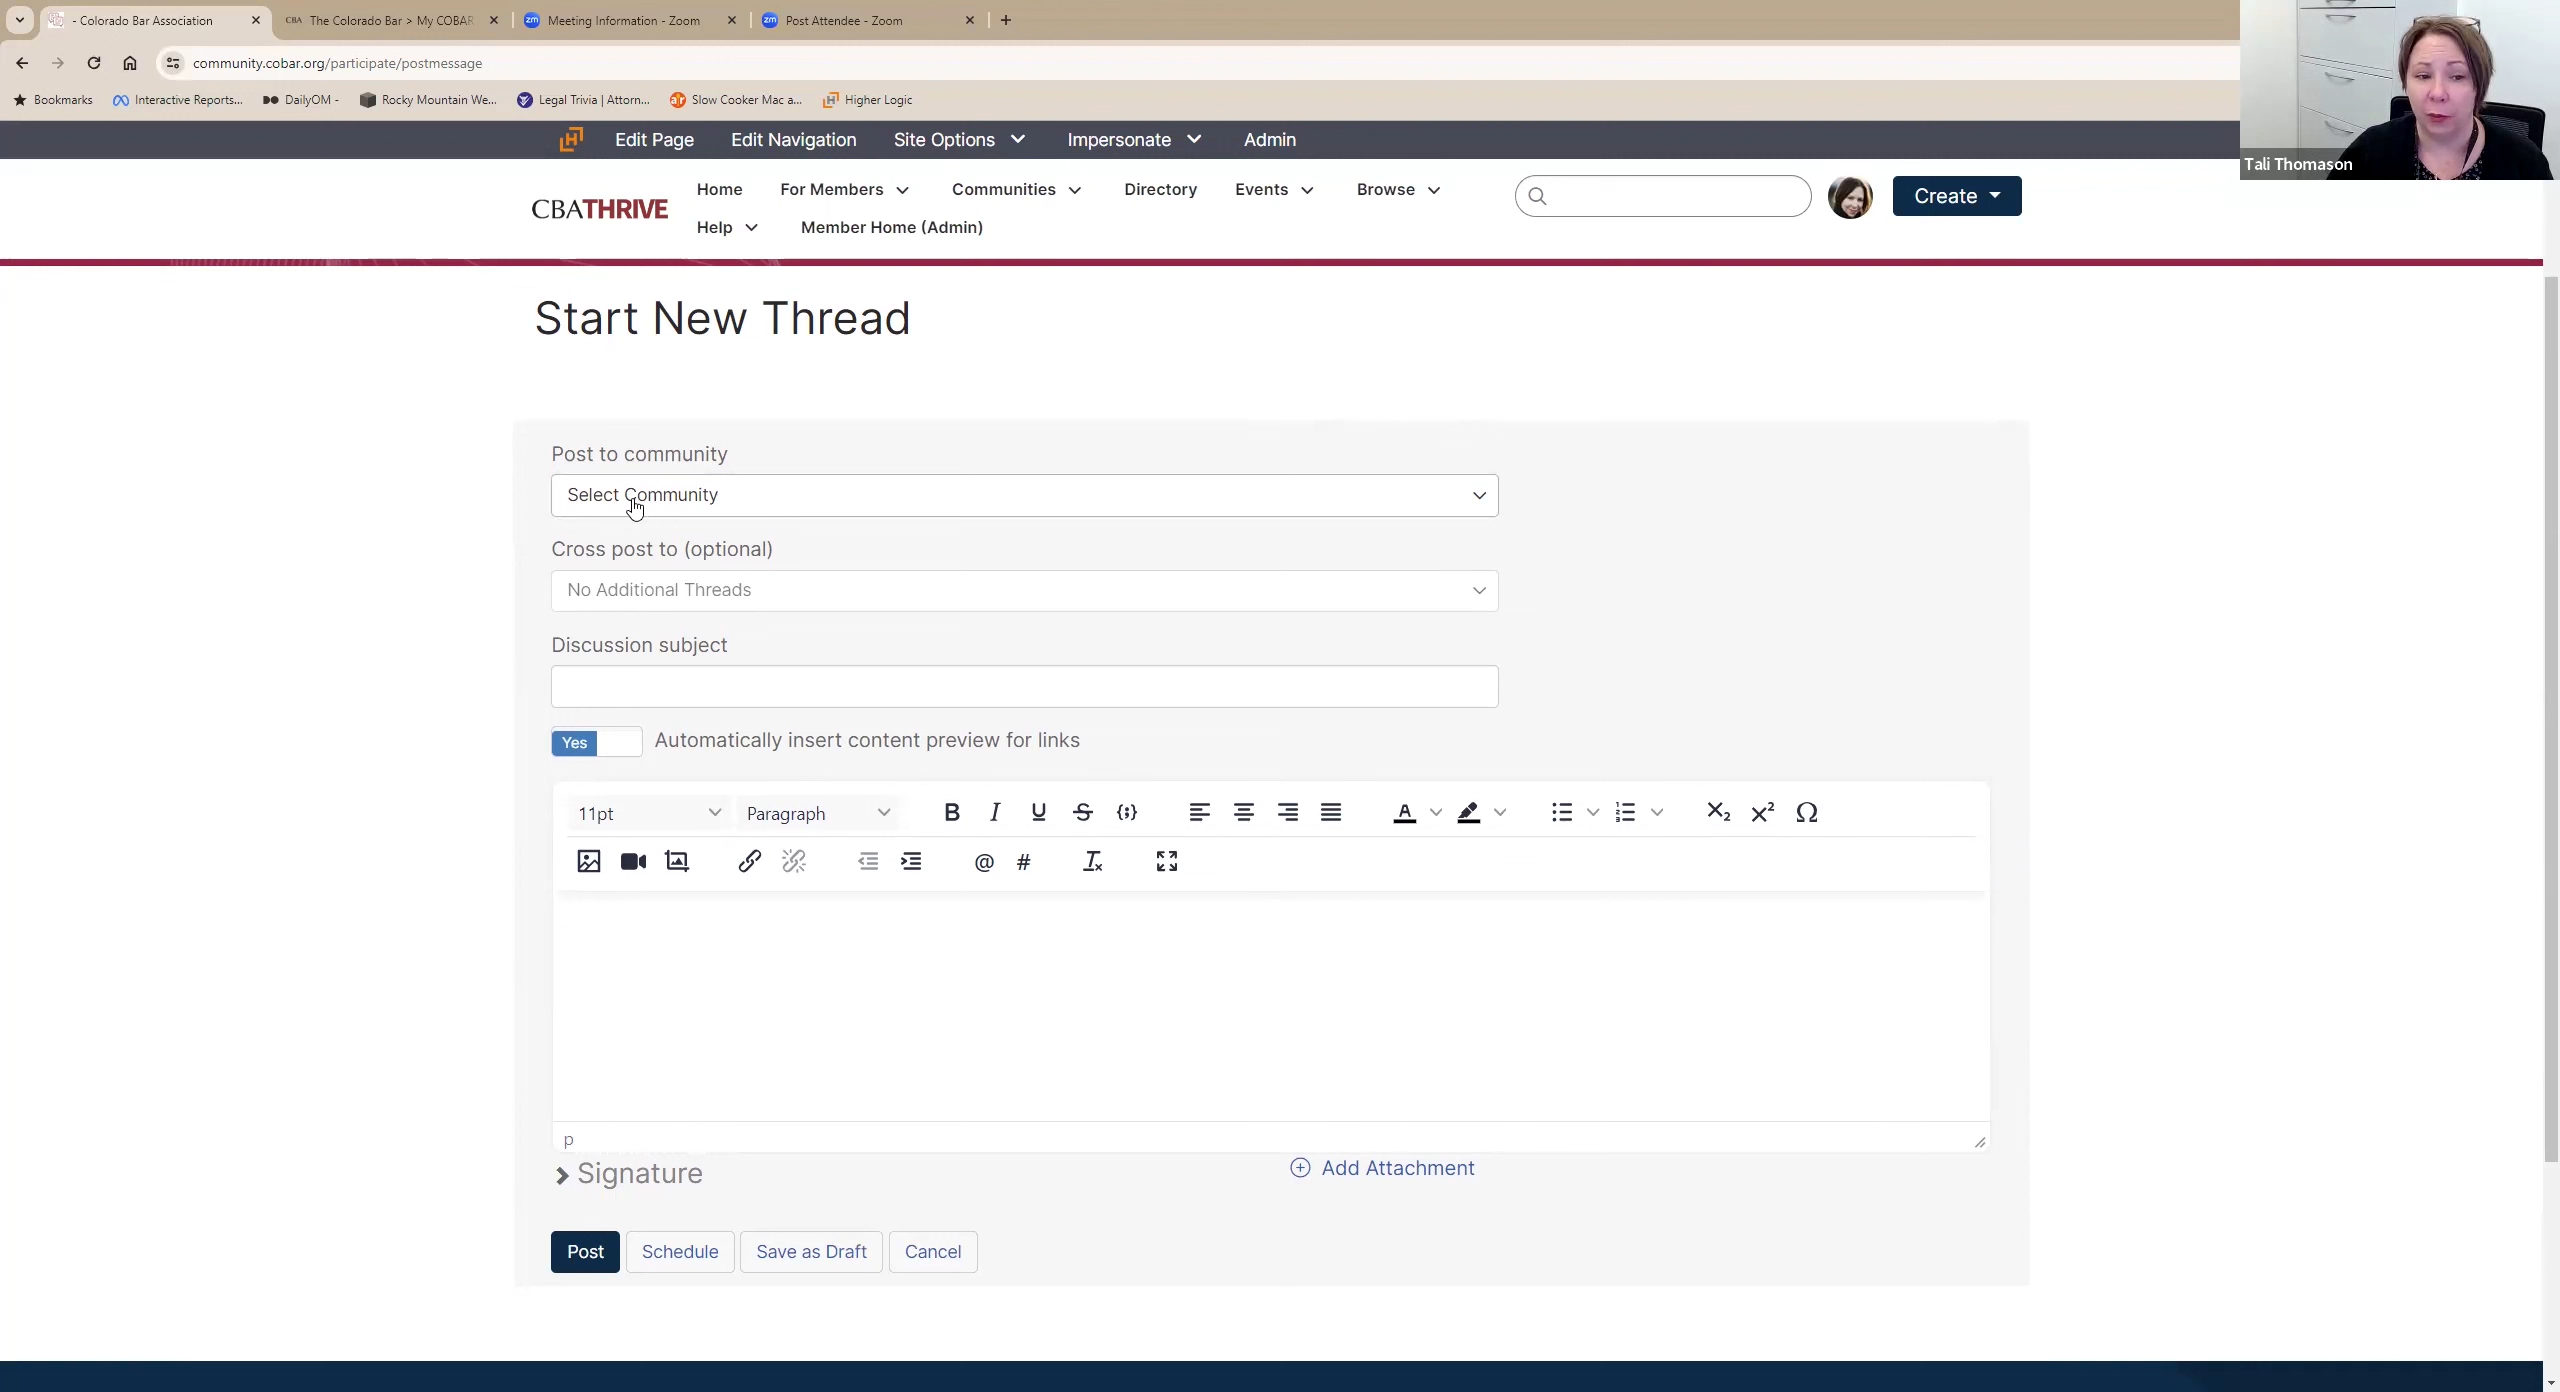 - Colorado Bar Association
CBA The Colorado Bar > My COBAR
zm Meeting Information - Zoom
zm Post Attendee - Zoom
community.cobar.org/participate/postmessage
Bookmarks
Interactive Reports...
DailyOM -
Rocky Mountain We...
Legal Trivia | Attorn...
Slow Cooker Mac a...
Higher Logic
Edit Page
Edit Navigation
Site Options
Impersonate
Admin
Tali Thomason
CBATHRIVE
Home
For Members
Communities
Directory
Events
Browse
Create
Help
Member Home (Admin)
Start New Thread
Post to community
Select Community
Cross post to (optional)
No Additional Threads
Discussion subject
Yes
Automatically insert content preview for links
11pt
Paragraph
p
Signature
Add Attachment
Post
Schedule
Save as Draft
Cancel